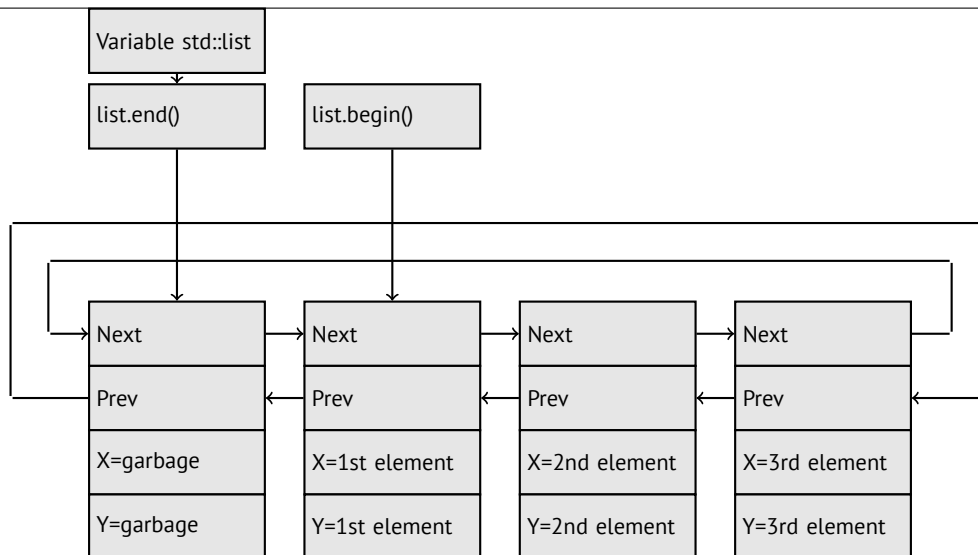 Variable std::list
list.end()
list.begin()
Next
Next
Next
Next
Prev
Prev
Prev
Prev
X=garbage
X=1st element
X=2nd element
X=3rd element
Y=garbage
Y=1st element
Y=2nd element
Y=3rd element